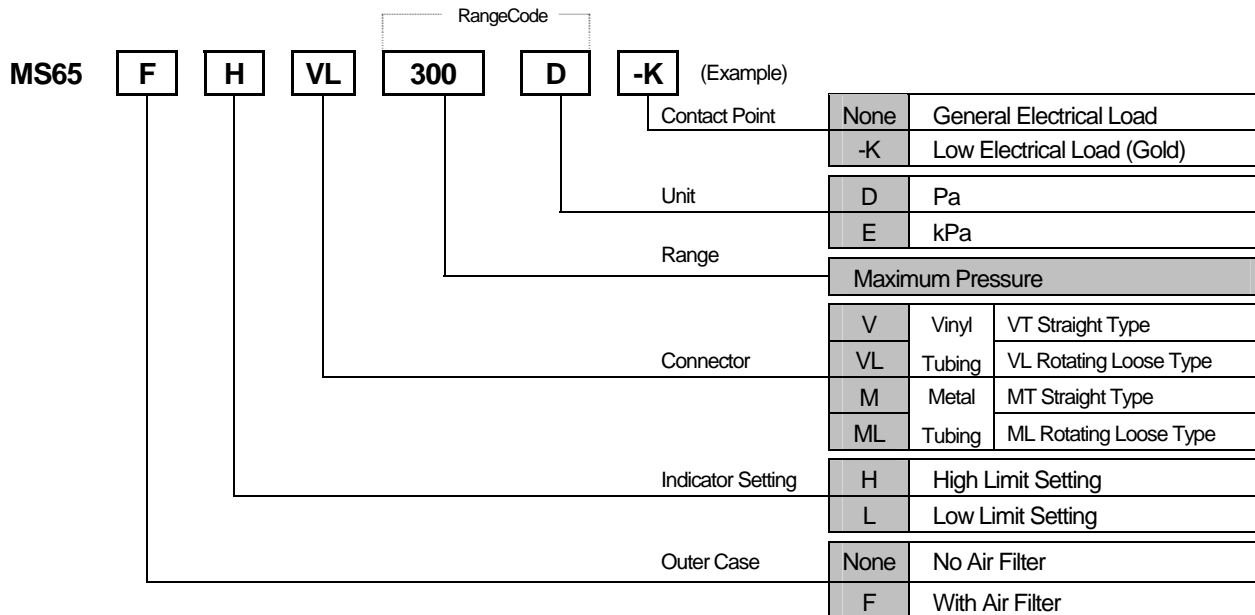 RangeCode
MS65 F H VL 300 D -K (Example)
Contact Point None General Electrical Load
-K Low Electrical Load (Gold)
Unit D Pa
E kPa
Range
Maximum Pressure
V Vinyl VT Straight Type
Connector VL Tubing VL Rotating Loose Type
M Metal MT Straight Type
ML Tubing ML Rotating Loose Type
Indicator Setting H High Limit Setting
L Low Limit Setting
Outer Case None No Air Filter
F With Air Filter